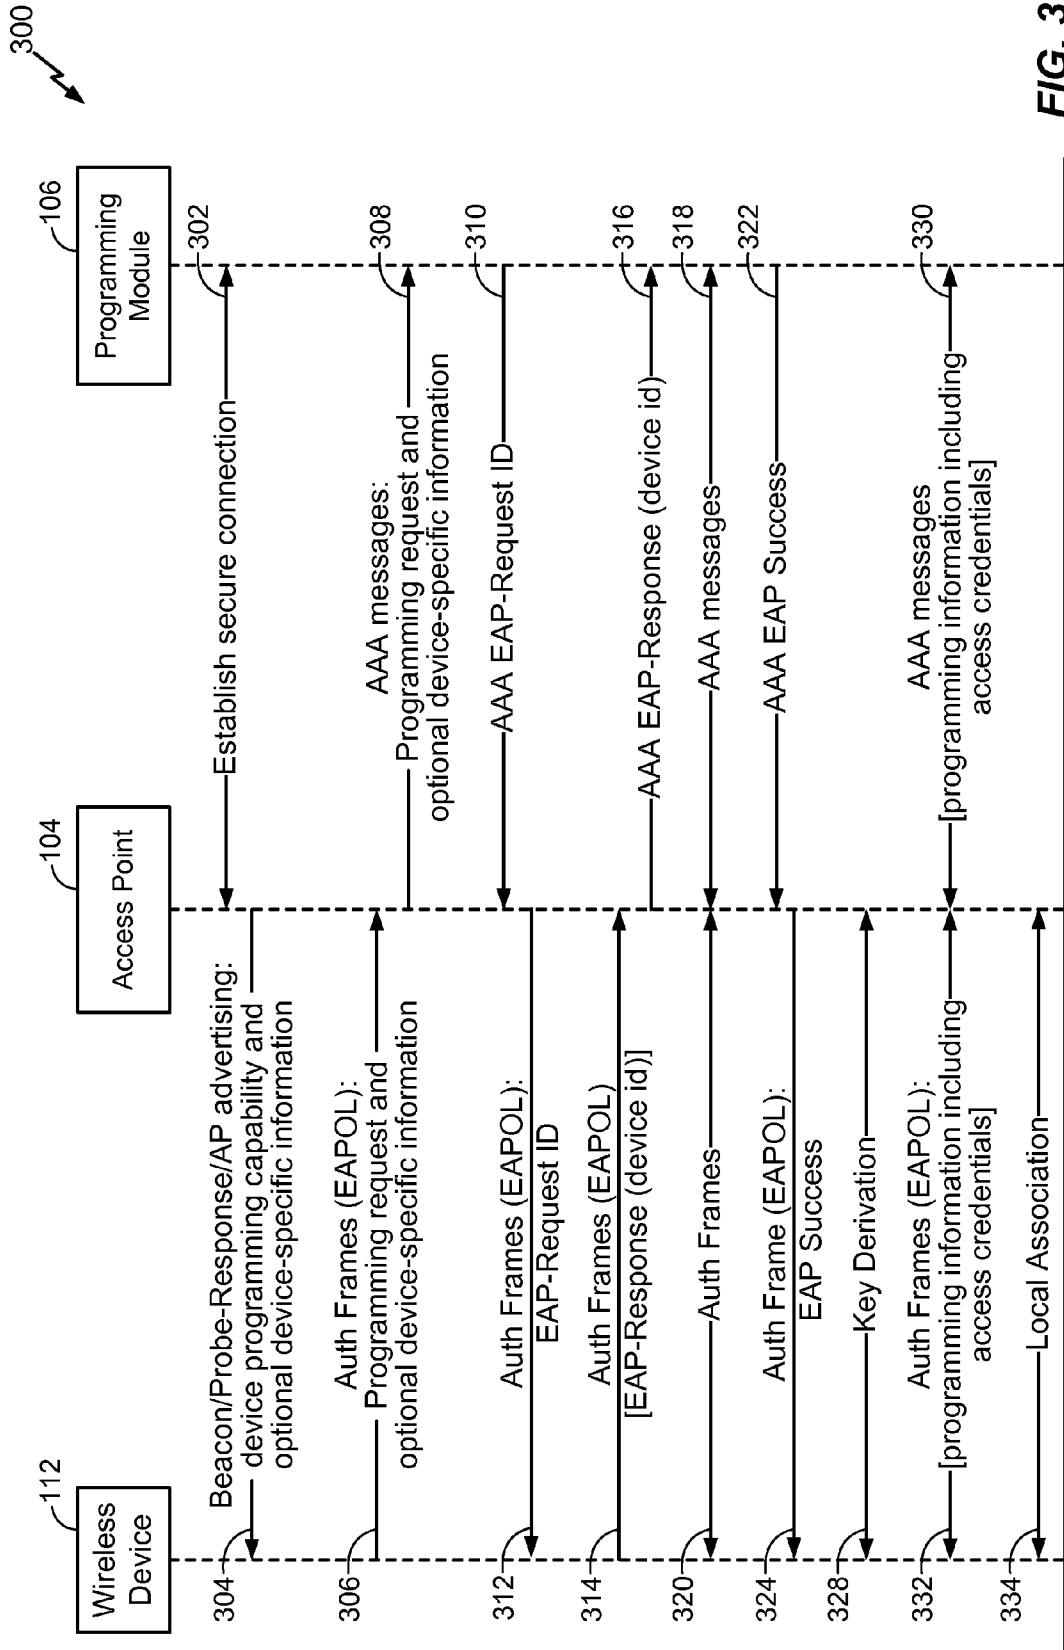 300
112
Wireless
Device
104
Access Point
106
Programming
Module
302
Establish secure connection
304
Beacon/Probe-Response/AP advertising:
device programming capability and
optional device-specific information
306
Auth Frames (EAPOL):
Programming request and
optional device-specific information
308
AAA messages:
Programming request and
optional device-specific information
310
AAA EAP-Request ID
312
Auth Frames (EAPOL):
EAP-Request ID
314
Auth Frames (EAPOL)
[EAP-Response (device id)]
316
AAA EAP-Response (device id)
318
AAA messages
320
Auth Frames
322
AAA EAP Success
324
Auth Frame (EAPOL):
EAP Success
328
Key Derivation
330
AAA messages
[programming information including
access credentials]
332
Auth Frames (EAPOL):
[programming information including
access credentials]
334
Local Association
FIG. 3